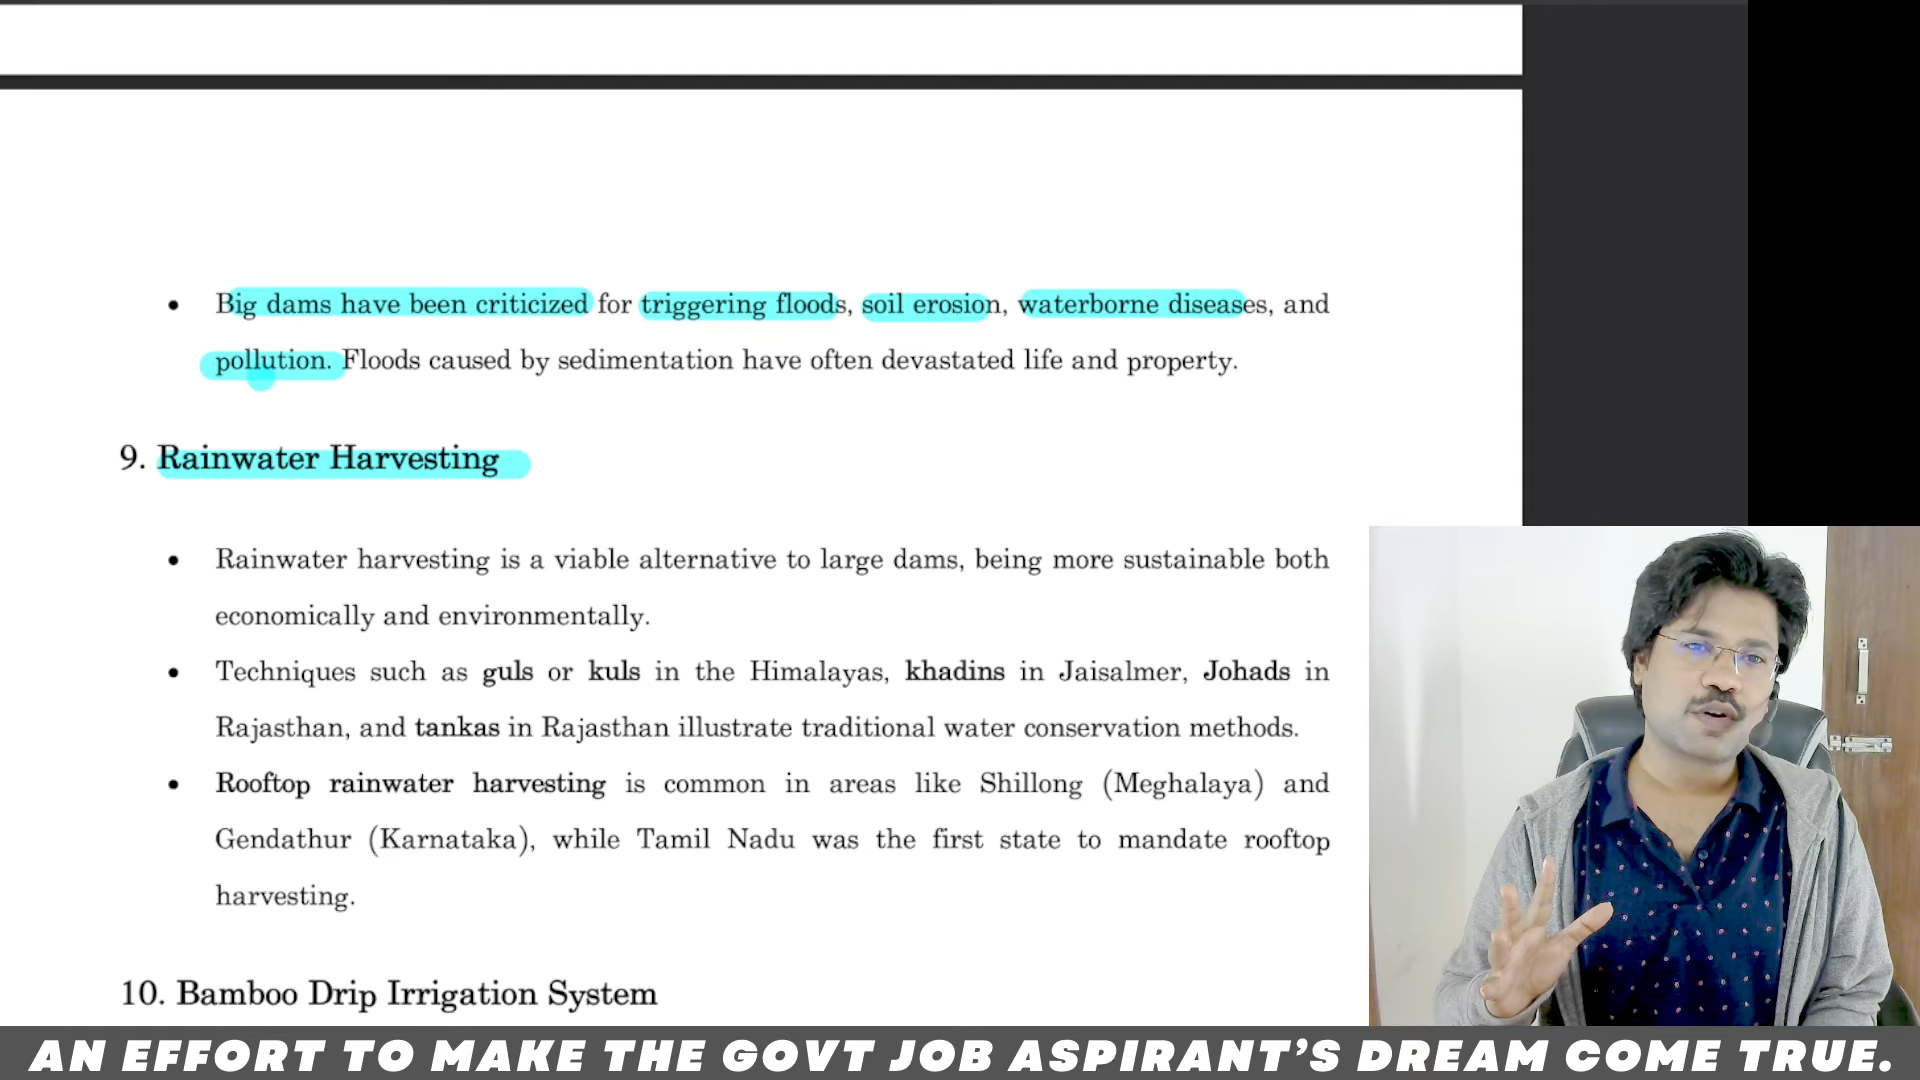 • Big dams have been criticized for triggering floods, soil erosion, waterborne diseases, and
pollution. Floods caused by sedimentation have often devastated life and property.
9. Rainwater Harvesting
• Rainwater harvesting is a viable alternative to large dams, being more sustainable both
economically and environmentally.
• Techniques such as guls or kuls in the Himalayas, khadins in Jaisalmer, Johads in
Rajasthan, and tankas in Rajasthan illustrate traditional water conservation methods.
• Rooftop rainwater harvesting is common in areas like Shillong (Meghalaya) and
Gendathur (Karnataka), while Tamil Nadu was the first state to mandate rooftop
harvesting.
10. Bamboo Drip Irrigation System
AN EFFORT TO MAKE THE GOVT JOB ASPIRANT’S DREAM COME TRUE.